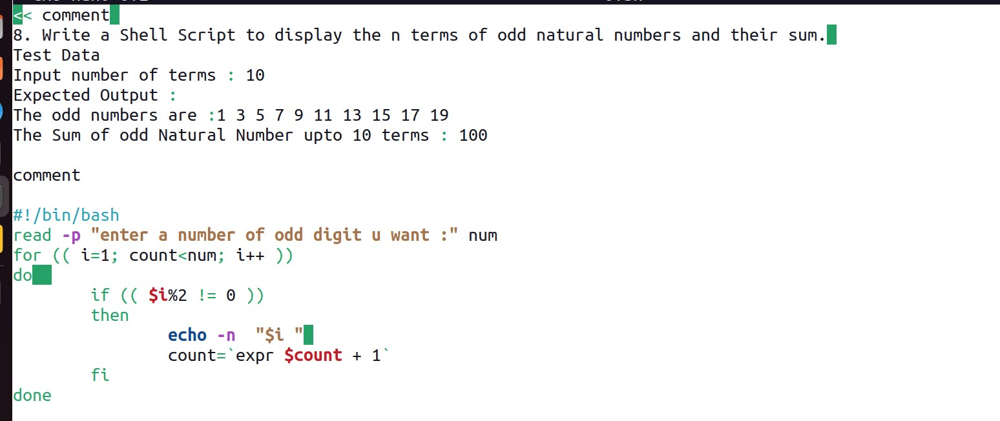 << comment
8. Write a Shell Script to display the n terms of odd natural numbers and their sum.
Test Data
Input number of terms : 10
Expected Output :
The odd numbers are :1 3 5 7 9 11 13 15 17 19
The Sum of odd Natural Number upto 10 terms : 100

comment

#!/bin/bash
read -p "enter a number of odd digit u want :" num
for (( i=1; count<num; i++ ))
do
        if (( $i%2 != 0 ))
        then
                echo -n  "$i "
                count=`expr $count + 1`
        fi
done